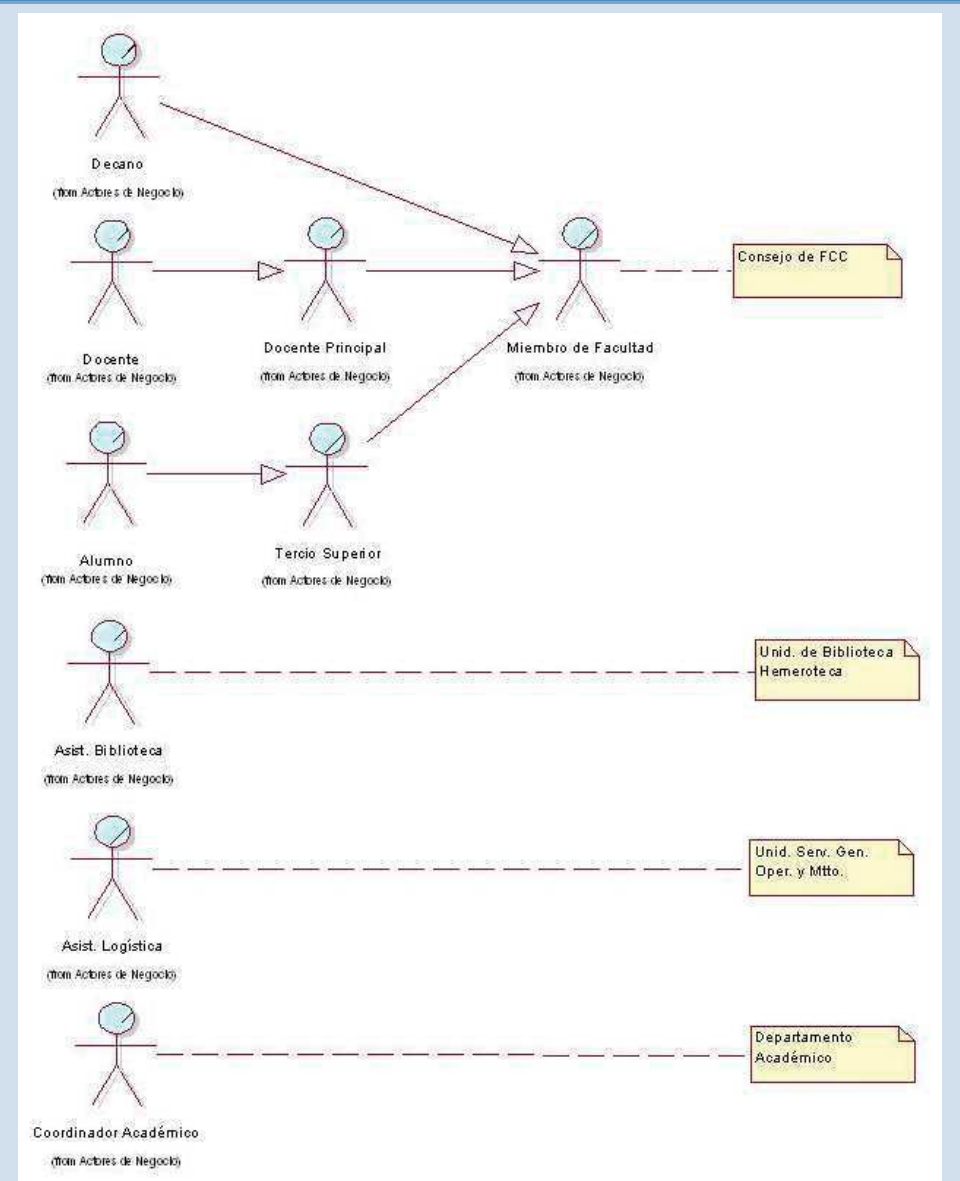 Decano
(from Actores de Negocio)
Consejo de FCC
Docente
(from Actores de Negocio)
Docente Principal
(from Actores de Negocio)
Miembro de Facultad
(from Actores de Negocio)
Alumno
(from Actores de Negocio)
Tercio Superior
(from Actores de Negocio)
Unid. de Biblioteca
Hemeroteca
Asist. Biblioteca
(from Actores de Negocio)
Unid. Serv. Gen.
Oper. y Mtto.
Asist. Logística
(from Actores de Negocio)
Departamento
Académico
Coordinador Académico
(from Actores de Negocio)